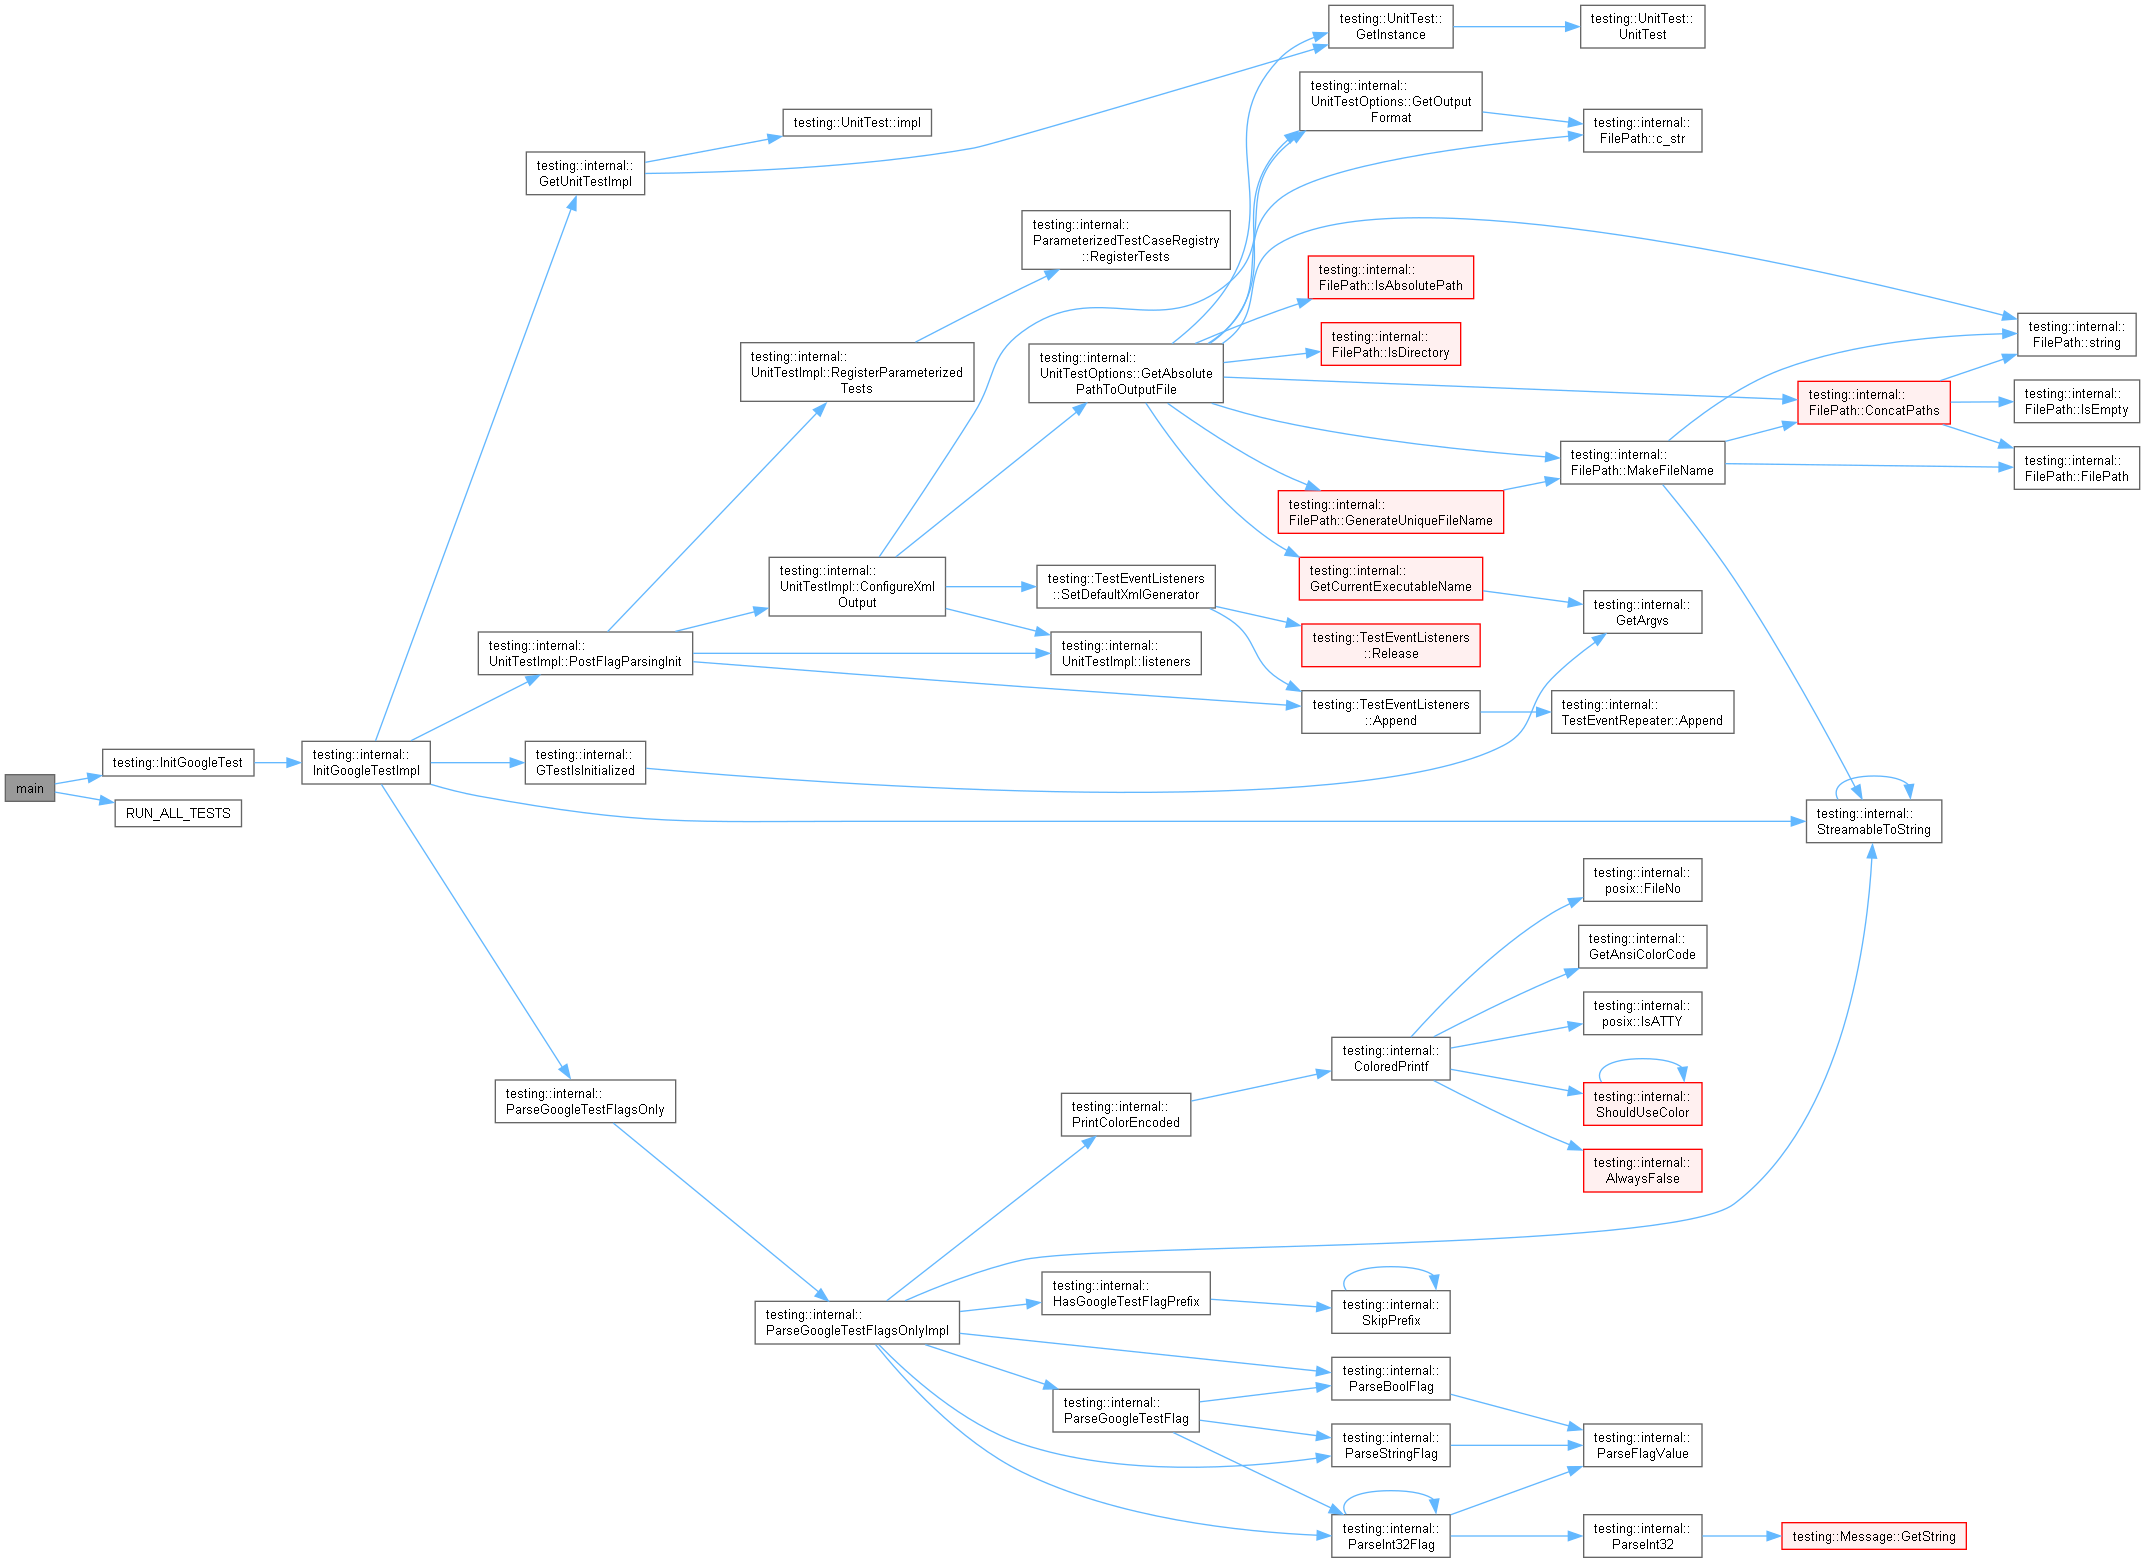 main
testing::InitGoogleTest
RUN_ALL_TESTS
testing::internal::
InitGoogleTestImpl
testing::internal::
GetUnitTestImpl
testing::internal::
UnitTestImpl::PostFlagParsingInit
testing::internal::
GTestIsInitialized
testing::internal::
ParseGoogleTestFlagsOnly
testing::UnitTest::impl
testing::internal::
UnitTestImpl::RegisterParameterized
Tests
testing::internal::
UnitTestImpl::ConfigureXml
Output
testing::internal::
ParseGoogleTestFlagsOnlyImpl
testing::internal::
ParameterizedTestCaseRegistry
::RegisterTests
testing::internal::
UnitTestOptions::GetAbsolute
PathToOutputFile
testing::TestEventListeners
::SetDefaultXmlGenerator
testing::internal::
UnitTestImpl::listeners
testing::internal::
PrintColorEncoded
testing::internal::
HasGoogleTestFlagPrefix
testing::internal::
ParseGoogleTestFlag
testing::UnitTest::
GetInstance
testing::internal::
UnitTestOptions::GetOutput
Format
testing::internal::
FilePath::IsAbsolutePath
testing::internal::
FilePath::IsDirectory
testing::internal::
FilePath::GenerateUniqueFileName
testing::internal::
GetCurrentExecutableName
testing::TestEventListeners
::Release
testing::TestEventListeners
::Append
testing::internal::
ColoredPrintf
testing::internal::
SkipPrefix
testing::internal::
ParseBoolFlag
testing::internal::
ParseStringFlag
testing::internal::
ParseInt32Flag
testing::UnitTest::
UnitTest
testing::internal::
FilePath::c_str
testing::internal::
FilePath::MakeFileName
testing::internal::
GetArgvs
testing::internal::
TestEventRepeater::Append
testing::internal::
posix::FileNo
testing::internal::
GetAnsiColorCode
testing::internal::
posix::IsATTY
testing::internal::
ShouldUseColor
testing::internal::
AlwaysFalse
testing::internal::
ParseFlagValue
testing::internal::
ParseInt32
testing::internal::
FilePath::ConcatPaths
testing::internal::
StreamableToString
testing::Message::GetString
testing::internal::
FilePath::string
testing::internal::
FilePath::IsEmpty
testing::internal::
FilePath::FilePath